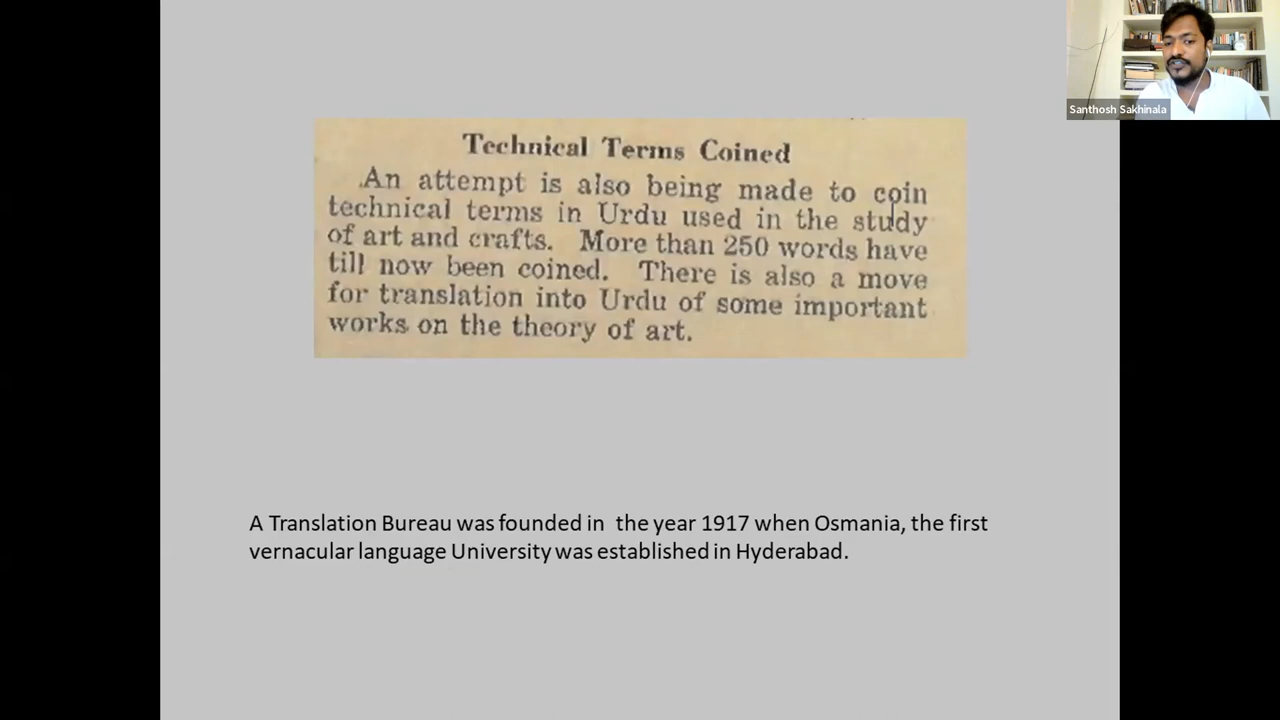 Santhosh Sakhinala
Technical Terms Coined
An attempt is also being made to coin
technical terms in Urdu used in the study
of art and crafts. More than 250 words have
till now been coined. There is also a move
for translation into Urdu of some important
works on the theory of art.
A Translation Bureau was founded in the year 1917 when Osmania, the first
vernacular language University was established in Hyderabad.